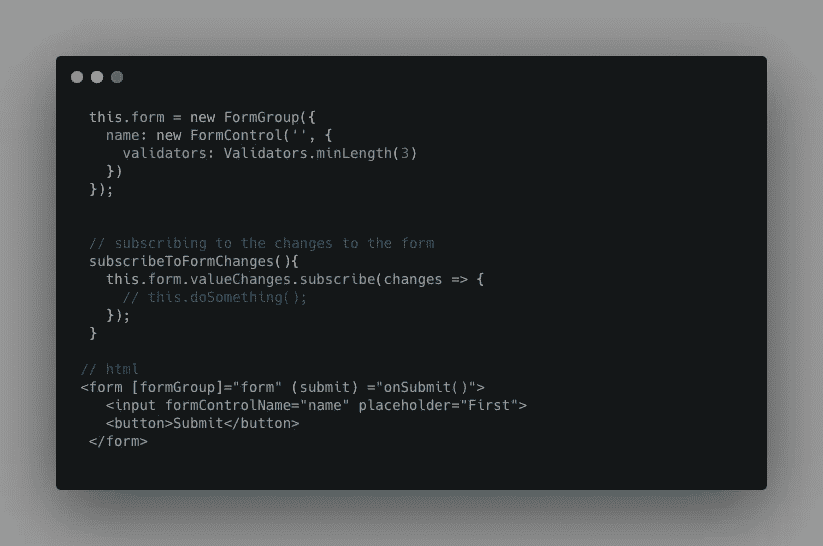 this.form = new FormGroup({
name: new FormControl('', {
validators: Validators.minLength(3)
})
});
// subscribing to the changes to the form
subscribeToFormChanges(){
this.form.valueChanges.subscribe(changes => {
// this.doSomething();
});
}
// html
<form [formGroup]="form" (submit) ="onSubmit()">
<input formControlName="name" placeholder="First">
<button>Submit</button>
</form>